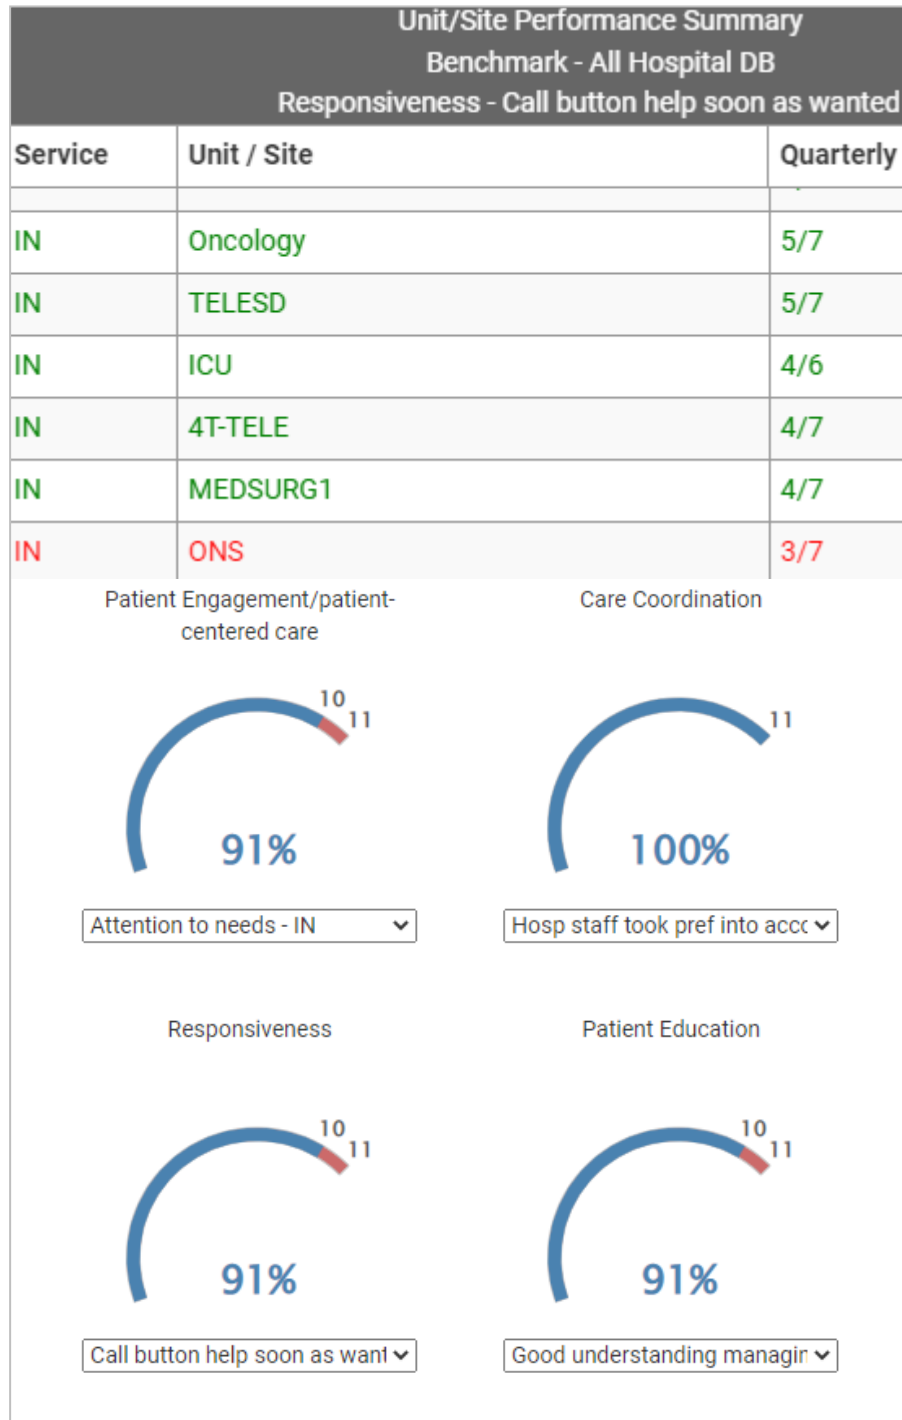 Unit/Site Performance Summary
Benchmark - All Hospital DB
Responsiveness - Call button help soon as wanted
Service Unit / Site Quarterly
IN Oncology 5/7
IN TELESD 5/7
IN ICU 4/6
IN 4T-TELE 4/7
IN MEDSURG1 4/7
IN ONS 3/7
Patient Engagement/patient-
centered care
10
11
91%
Attention to needs - IN
Care Coordination
11
100%
Hosp staff took pref into acc
Responsiveness
10
11
91%
Call button help soon as want
Patient Education
10
11
91%
Good understanding managin